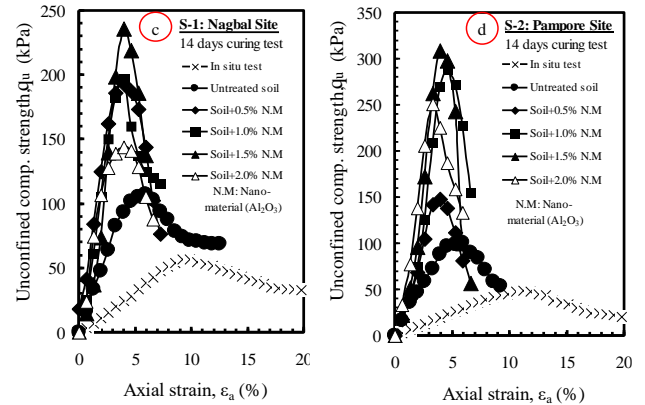 c
S-1: Nagbal Site
14 days curing test
In situ test
Untreated soil
Soil+0.5% N.M
Soil+1.0% N.M
Soil+1.5% N.M
Soil+2.0% N.M
N.M: Nano-
material (Al₂O₃)
Unconfined comp. strength,qu (kPa)
250
200
150
100
50
0
0
5
10
15
20
Axial strain, εa (%)
d
S-2: Pampore Site
14 days curing test
In situ test
Untreated soil
Soil+0.5% N.M
Soil+1.0% N.M
Soil+1.5% N.M
Soil+2.0% N.M
N.M: Nano-
material (Al₂O₃)
Unconfined comp. strength,qu (kPa)
350
300
250
200
150
100
50
0
0
5
10
15
20
Axial strain, εa (%)